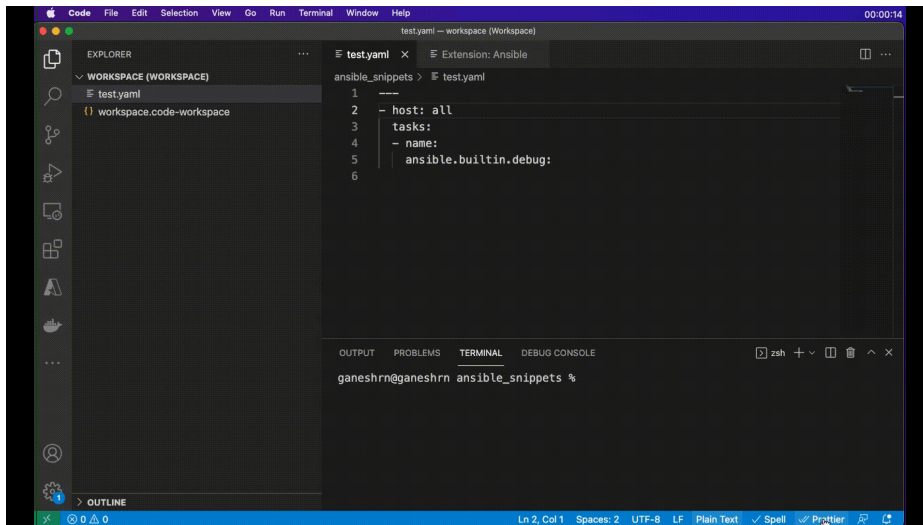 Code File Edit Selection View Go Run Terminal Window Help 00:00:14
test.yaml — workspace (Workspace)
EXPLORER
WORKSPACE (WORKSPACE)
test.yaml
{} workspace.code-workspace
OUTLINE
test.yaml Extension: Ansible
ansible_snippets > test.yaml
1 ---
2 - host: all
3 tasks:
4 - name:
5 ansible.builtin.debug:
6
OUTPUT PROBLEMS TERMINAL DEBUG CONSOLE zsh
ganeshrn@ganeshrn ansible_snippets %
1
0 0 Ln 2, Col 1 Spaces: 2 UTF-8 LF Plain Text Spell Prettier